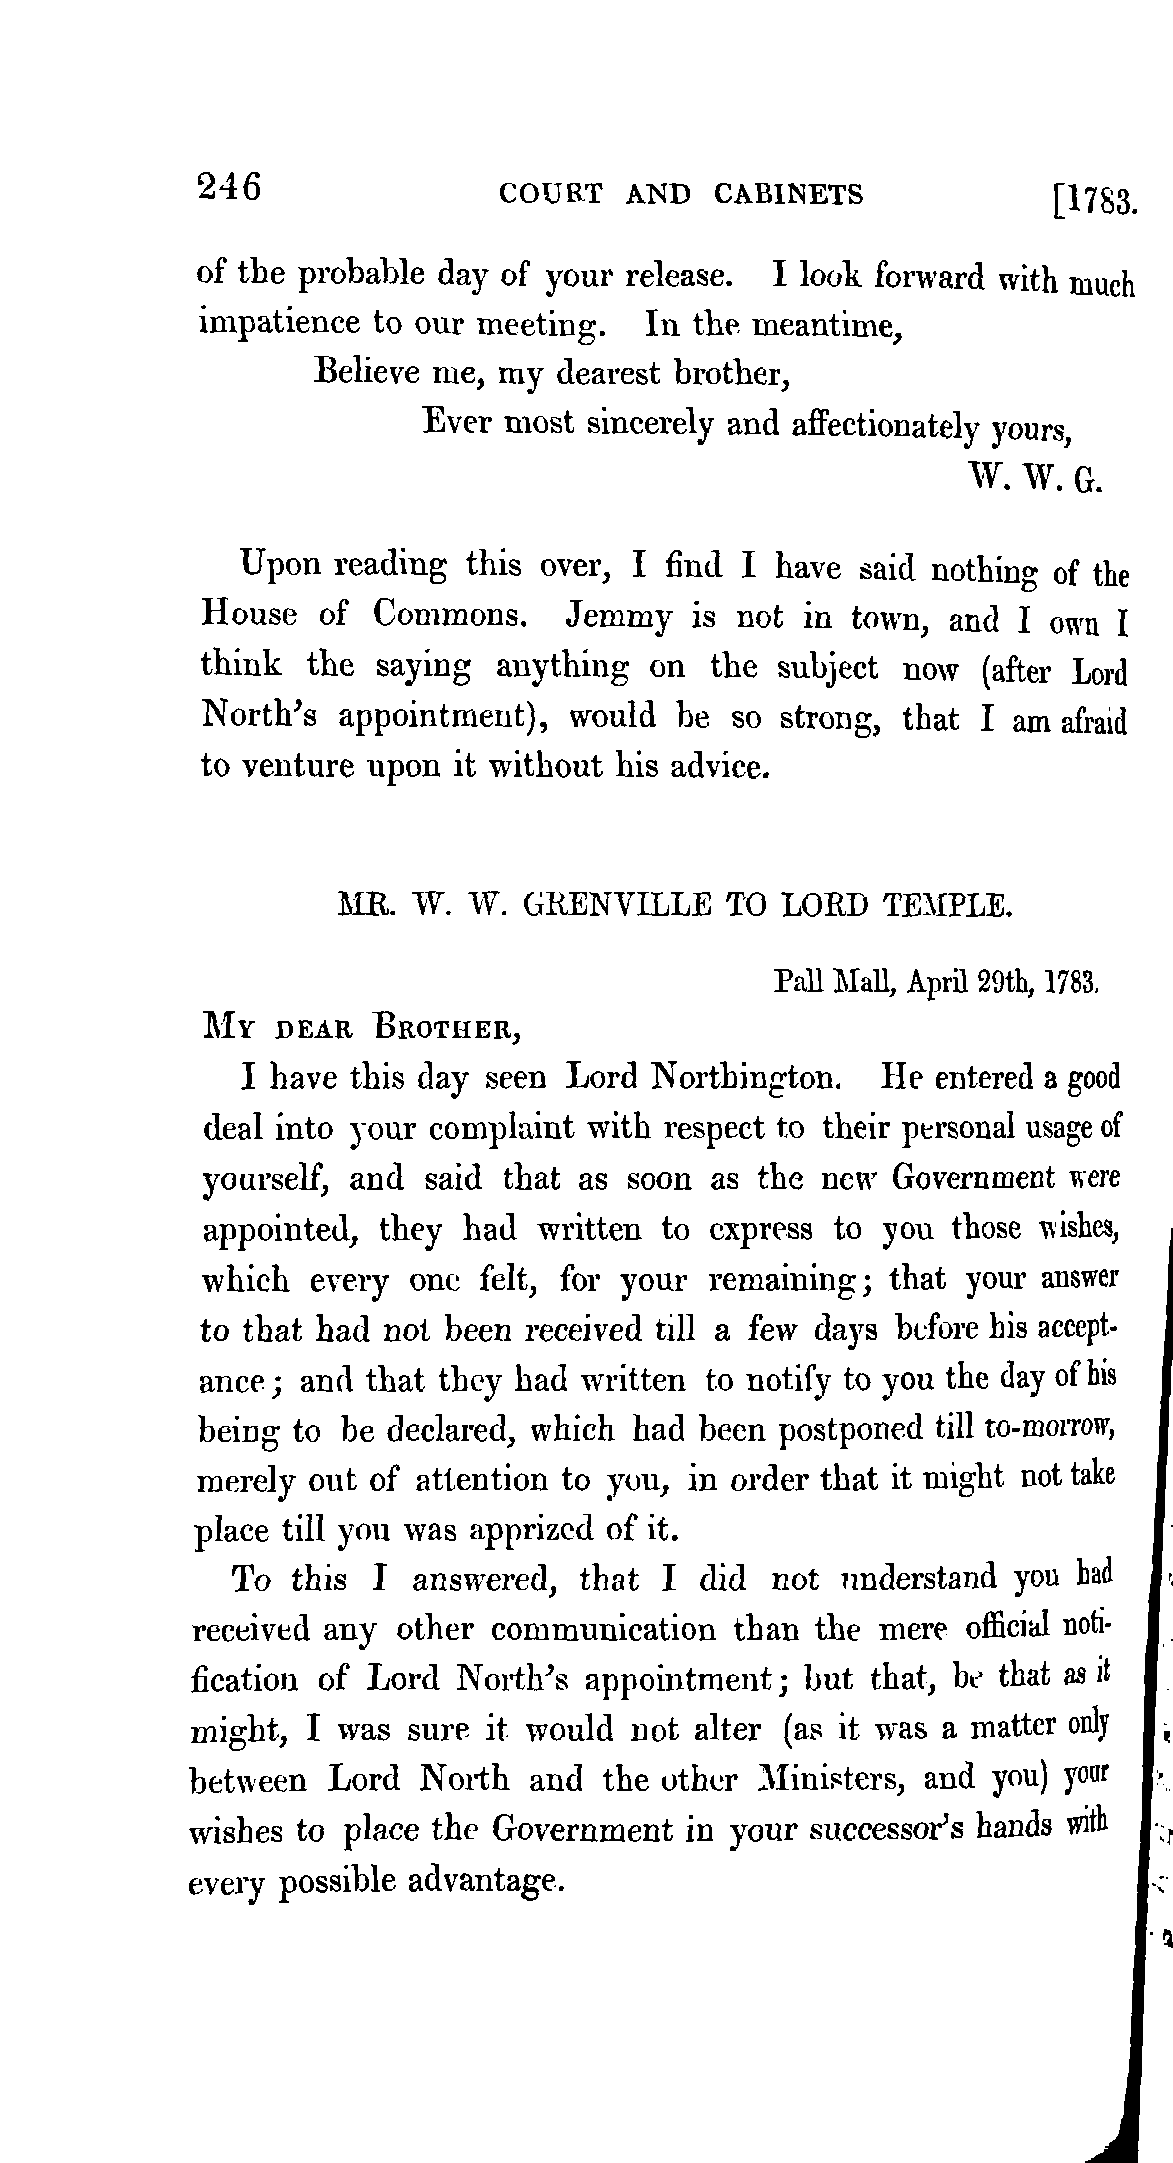 246 COURT AND CABINETS [1783.
of the probable day of your release. I look forward with much
impatience to our meeting. In the meantime,
Believe me, my dearest brother,
Ever most sincerely and affectionately yours,
W. W. G.
Upon reading this over, I find I have said nothing of the
House of Commons. Jemmy is not in town, and I own I
think the saying anything on the subject now (after Lord
North's appointment), would be so strong, that I am afraid
to venture upon it without his advice.
MR. W. W. GRENVILLE TO LORD TEMPLE.
Pall Mall, April 29th, 1783.
MY DEAR BROTHER,
I have this day seen Lord Northington. He entered a good
deal into your complaint with respect to their personal usage of
yourself, and said that as soon as the new Government were
appointed, they had written to express to you those wishes,
which every one felt, for your remaining; that your answer
to that had not been received till a few days before his accept-
ance; and that they had written to notify to you the day of his
being to be declared, which had been postponed till to-morrow,
merely out of attention to you, in order that it might not take
place till you was apprized of it.
To this I answered, that I did not understand you had
received any other communication than the mere official noti-
fication of Lord North's appointment; but that, be that as it
might, I was sure it would not alter (as it was a matter only
between Lord North and the other Ministers, and you) your
wishes to place the Government in your successor's hands with
every possible advantage.